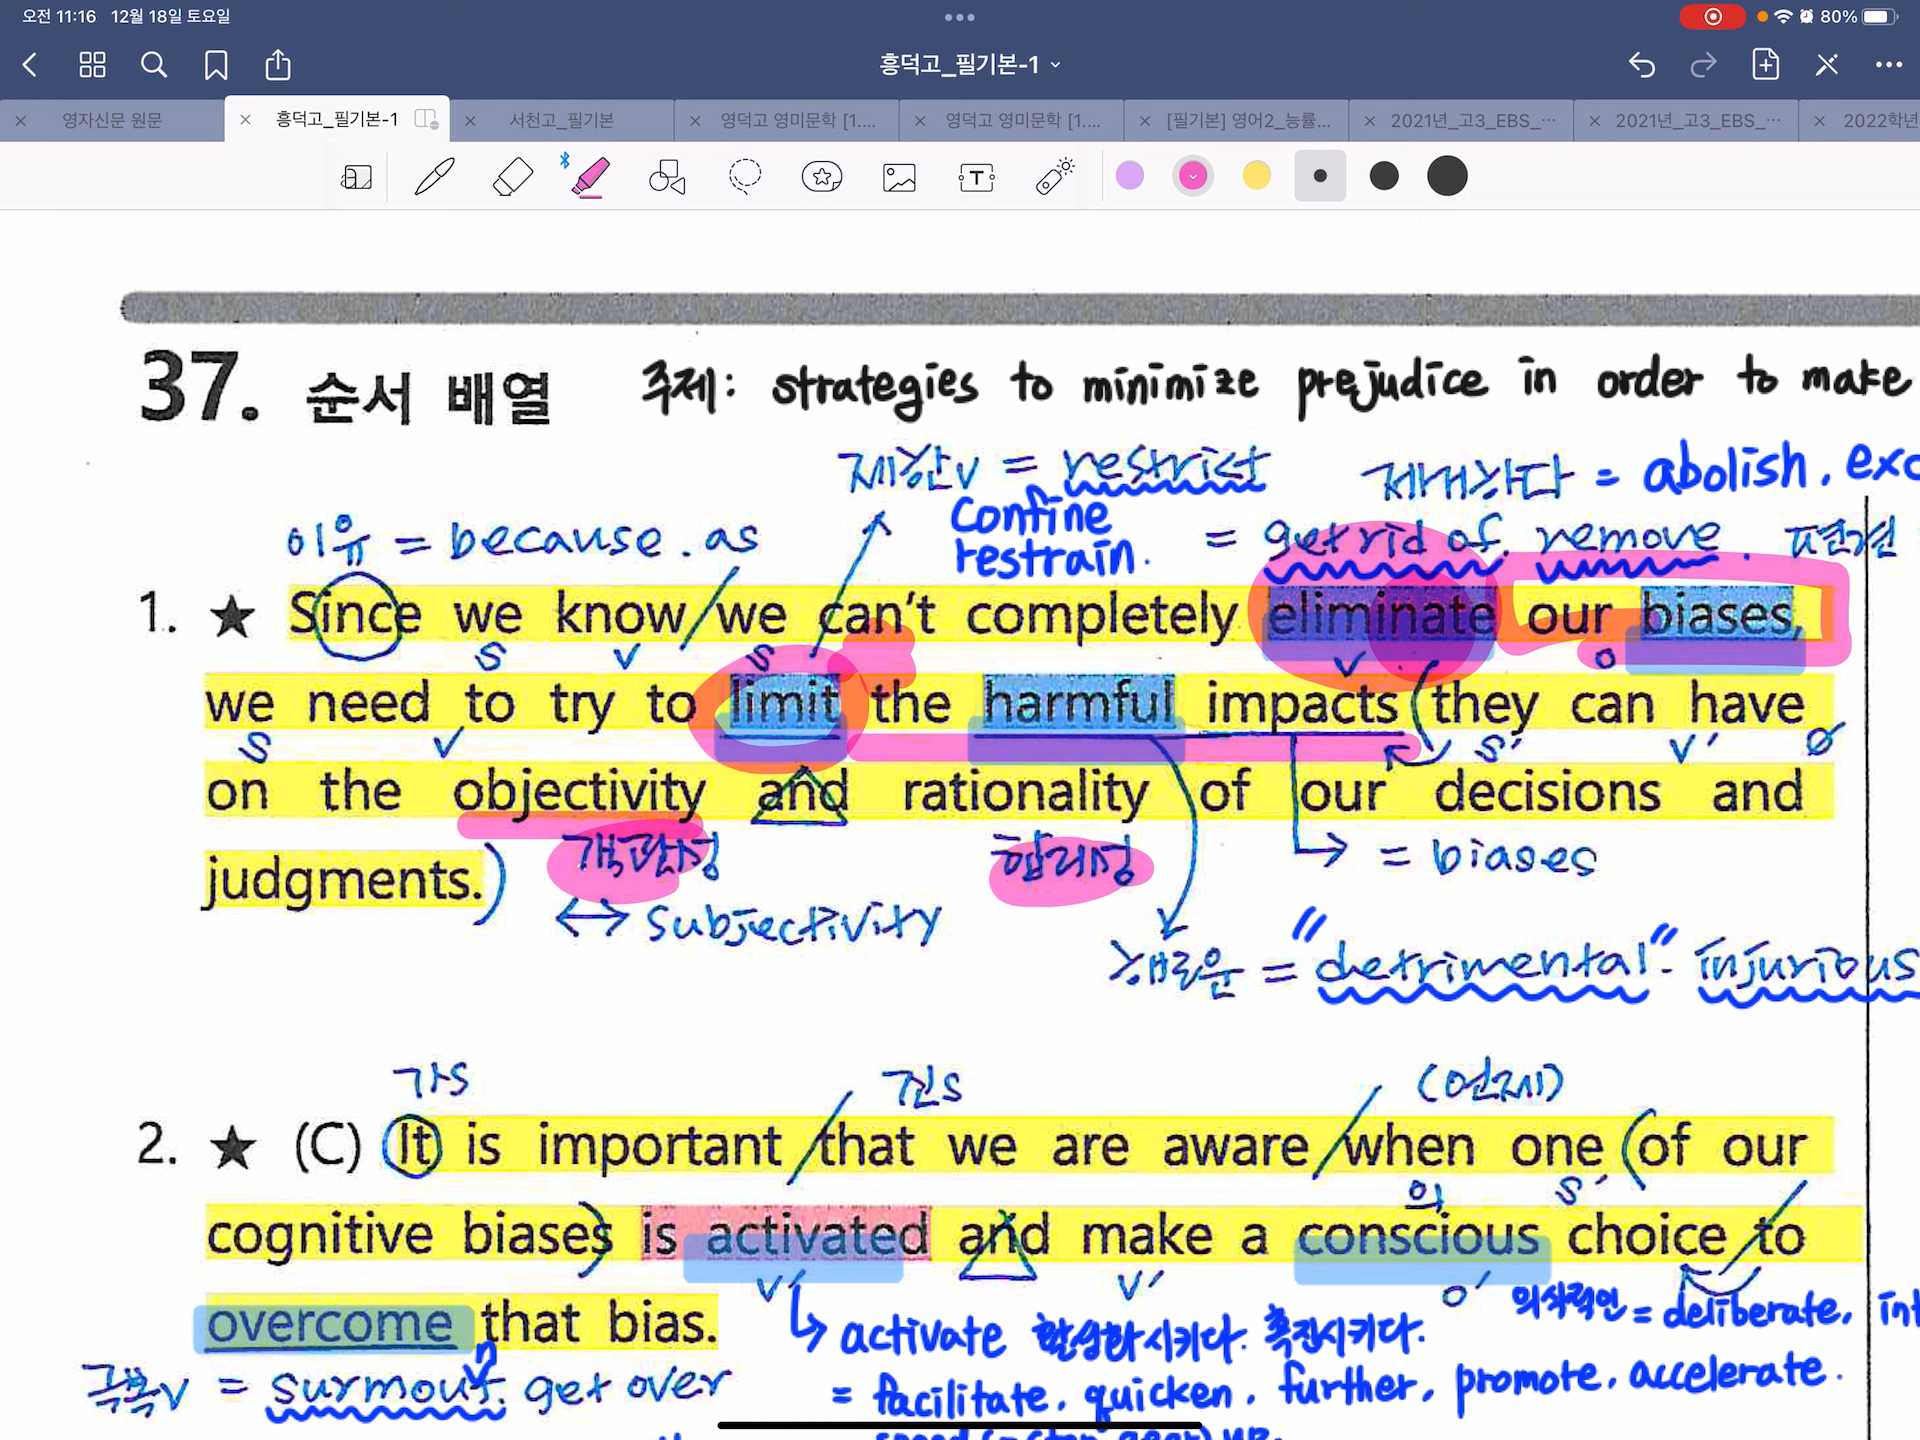 오전 11:16 12월 18일 토요일
80%
흥덕고_필기본-1
영자신문 원문
흥덕고_필기본-1
서천고_필기본
영덕고 영미문학 [1....
영덕고 영미문학 [1....
[필기본] 영어2_능률...
2021년_고3_EBS_...
2021년_고3_EBS_...
2022학년
37. 순서 배열 주제: strategies to minimize prejudice in order to make
제한v = restrict 제거하다 = abolish, exc
이유 = because. as confine = get rid of. remove. 편견
restrain.
1. ★ Since we know we can't completely eliminate our biases,
s v s v o
we need to try to limit the harmful impacts (they can have
s v s' v' o
on the objectivity and rationality of our decisions and
객관성 합리성 = biases
judgments.)
↔ subjectivity
해로운 = "detrimental" injurious
가s 진s (언제)
2. ★ (C) It is important that we are aware when one (of our
s'
cognitive biases) is activated and make a conscious choice to
v' v' o' 의식적인 = deliberate, int
overcome that bias.
activate 활성화시키다. 촉진시키다.
극복v = surmount. get over
= facilitate. quicken. further. promote. accelerate.